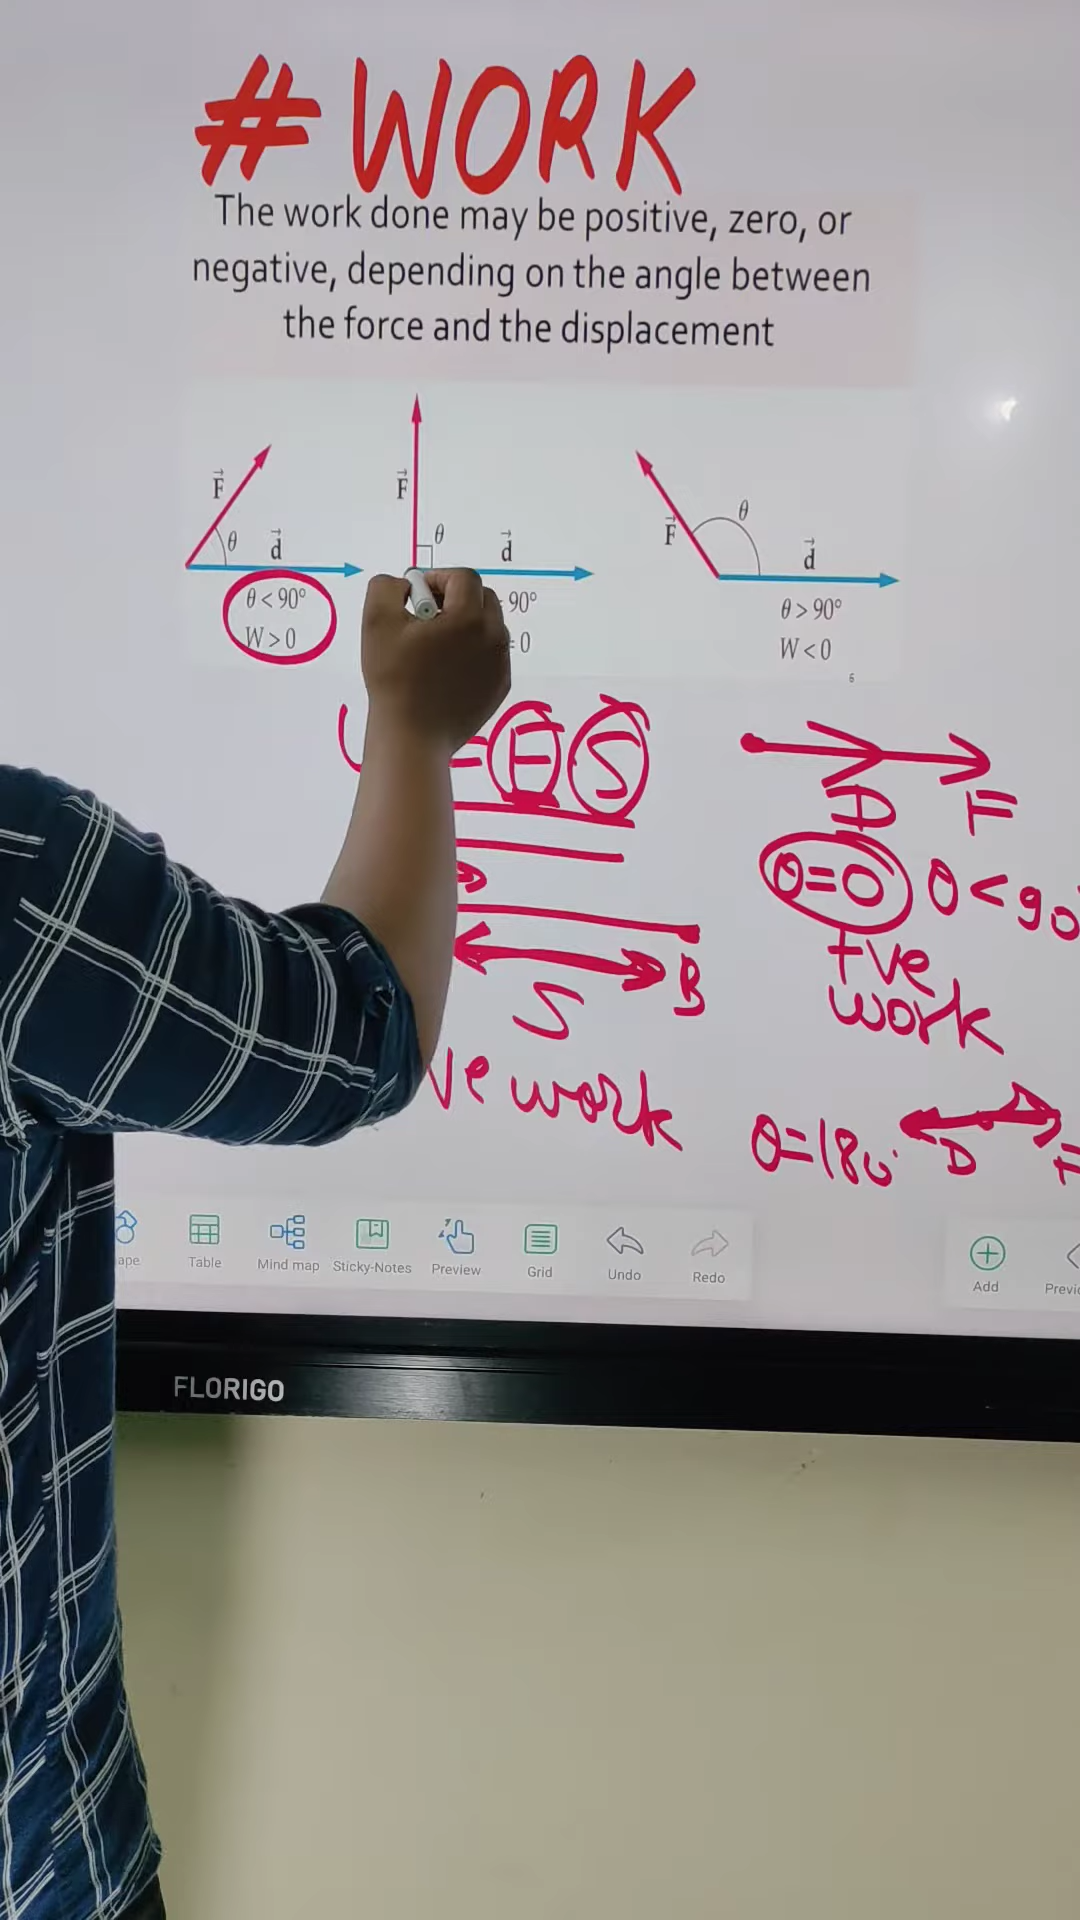 #WORK
The work done may be positive, zero, or
negative, depending on the angle between
the force and the displacement
F θ d
θ < 90°
W > 0
F θ d
90°
= 0
F θ d
θ > 90°
W < 0
6
= F S
D F
θ=0 θ < 90
+ve
work
B
S
ve work
θ=180° D F
Table
Mind map
Sticky-Notes
Preview
Grid
Undo
Redo
Add
FLORIGO